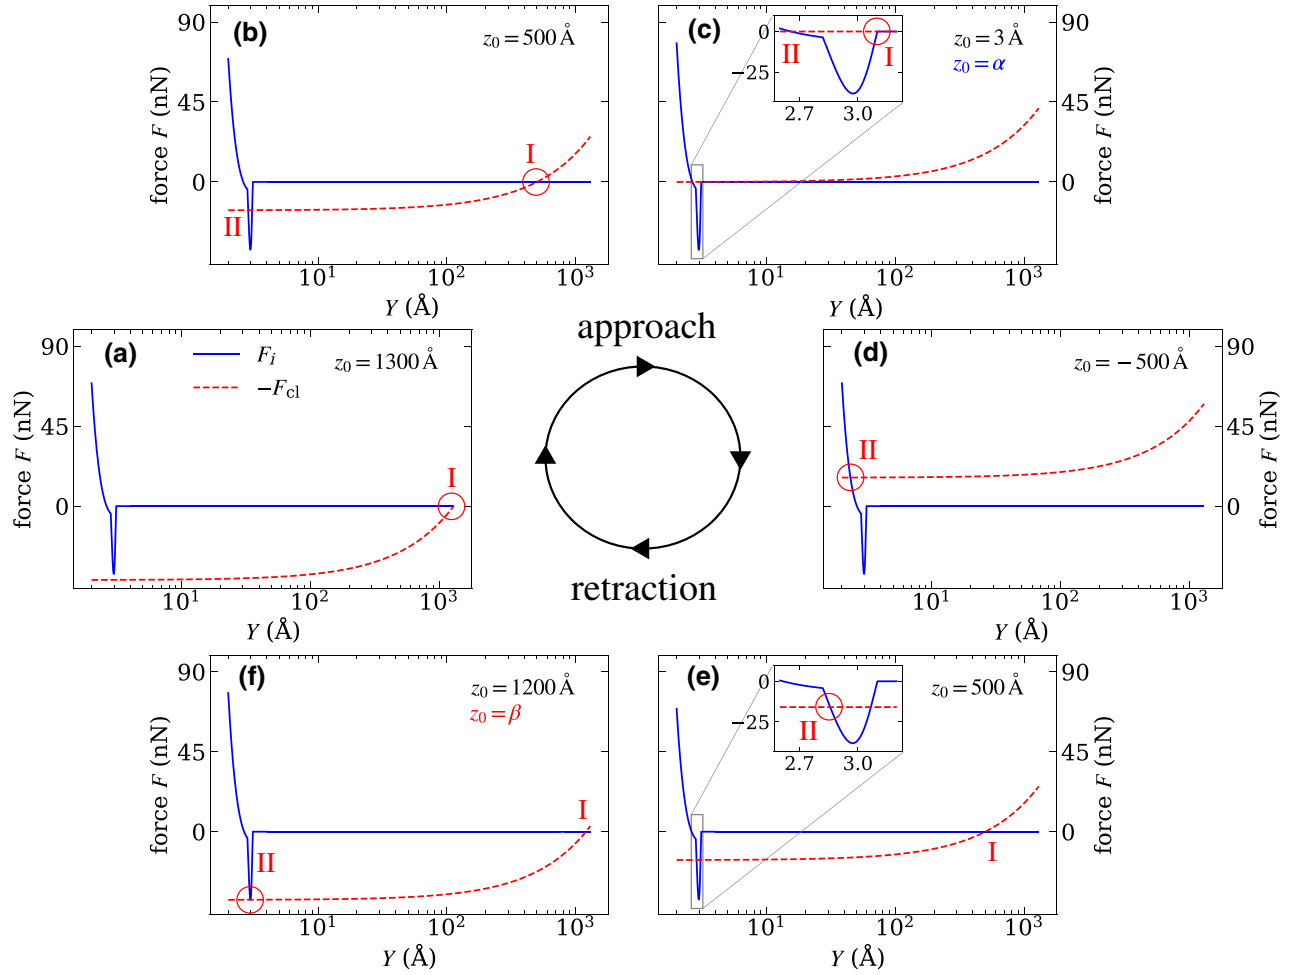 (b)
z₀ = 500 Å
90
45
0
force F (nN)
I
II
10¹
10²
10³
Y (Å)
(c)
z₀ = 3 Å
z₀ = α
0
−25
II
I
2.7
3.0
90
45
0
force F (nN)
10¹
10²
10³
Y (Å)
approach
(a)
Fᵢ
−F_cl
z₀ = 1300 Å
90
45
0
force F (nN)
I
10¹
10²
10³
Y (Å)
(d)
z₀ = −500 Å
90
45
0
force F (nN)
II
10¹
10²
10³
Y (Å)
retraction
(f)
z₀ = 1200 Å
z₀ = β
90
45
0
force F (nN)
I
II
10¹
10²
10³
Y (Å)
(e)
z₀ = 500 Å
0
−25
II
2.7
3.0
90
45
0
force F (nN)
I
10¹
10²
10³
Y (Å)